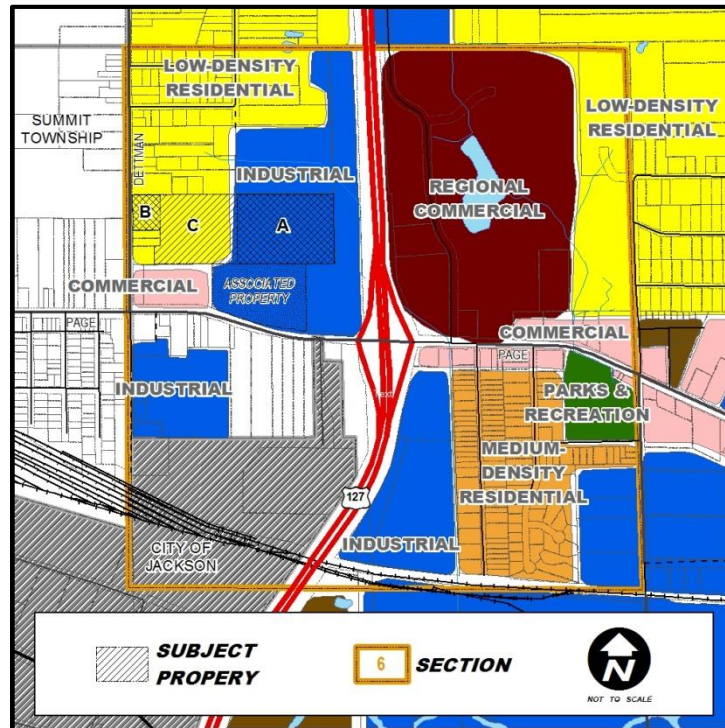 LOW-DENSITY
RESIDENTIAL
SUMMIT
TOWNSHIP
LOW-DENSITY
RESIDENTIAL
DETTMAN
INDUSTRIAL
REGIONAL
COMMERCIAL
B
C
A
COMMERCIAL
ASSOCIATED
PROPERTY
PAGE
COMMERCIAL
PAGE
INDUSTRIAL
PARKS &
RECREATION
MEDIUM-
DENSITY
RESIDENTIAL
127
CITY OF
JACKSON
INDUSTRIAL
SUBJECT
PROPERY
6
SECTION
N
NOT TO SCALE